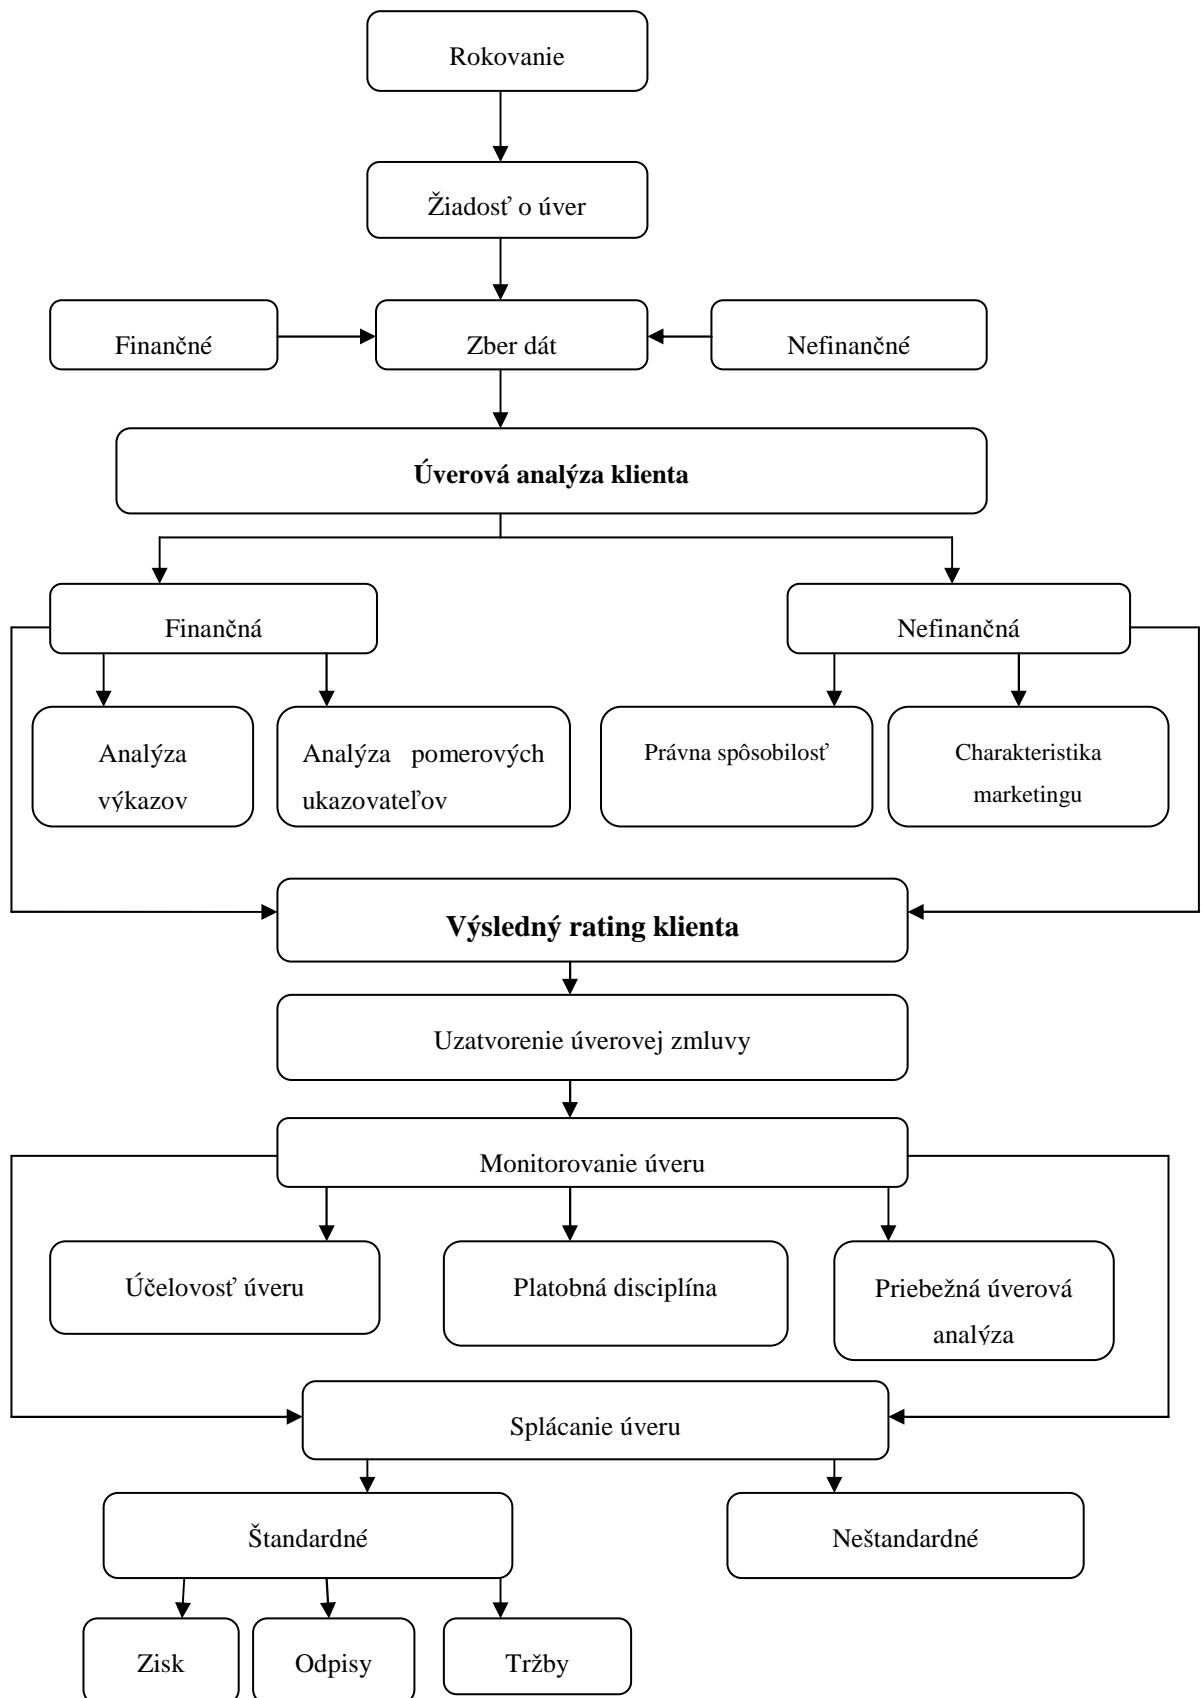 Rokovanie
Žiadosť o úver
Finančné
Zber dát
Nefinančné
Úverová analýza klienta
Finančná
Nefinančná
Analýza
výkazov
Analýza pomerových
ukazovateľov
Právna spôsobilosť
Charakteristika
marketingu
Výsledný rating klienta
Uzatvorenie úverovej zmluvy
Monitorovanie úveru
Účelovosť úveru
Platobná disciplína
Priebežná úverová
analýza
Splácanie úveru
Štandardné
Neštandardné
Zisk
Odpisy
Tržby